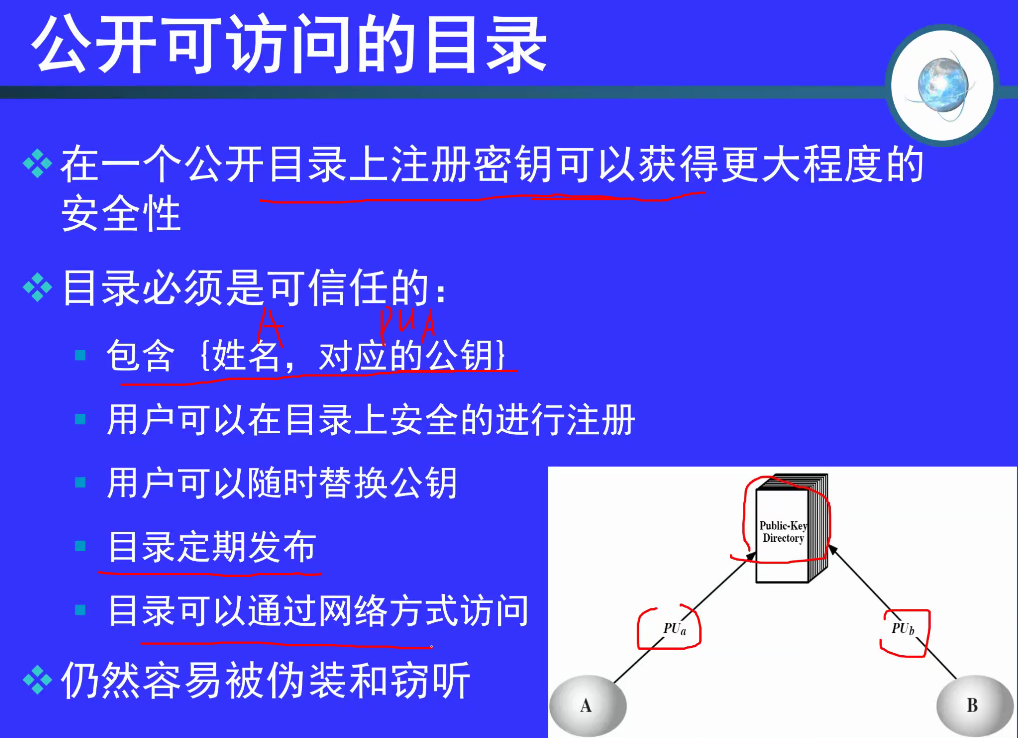 公开可访问的目录
在一个公开目录上注册密钥可以获得更大程度的
安全性
目录必须是可信任的：
A PUA
包含 {姓名，对应的公钥}
用户可以在目录上安全的进行注册
用户可以随时替换公钥
目录定期发布
目录可以通过网络方式访问
仍然容易被伪装和窃听
Public-Key
Directory
PUa
PUb
A
B